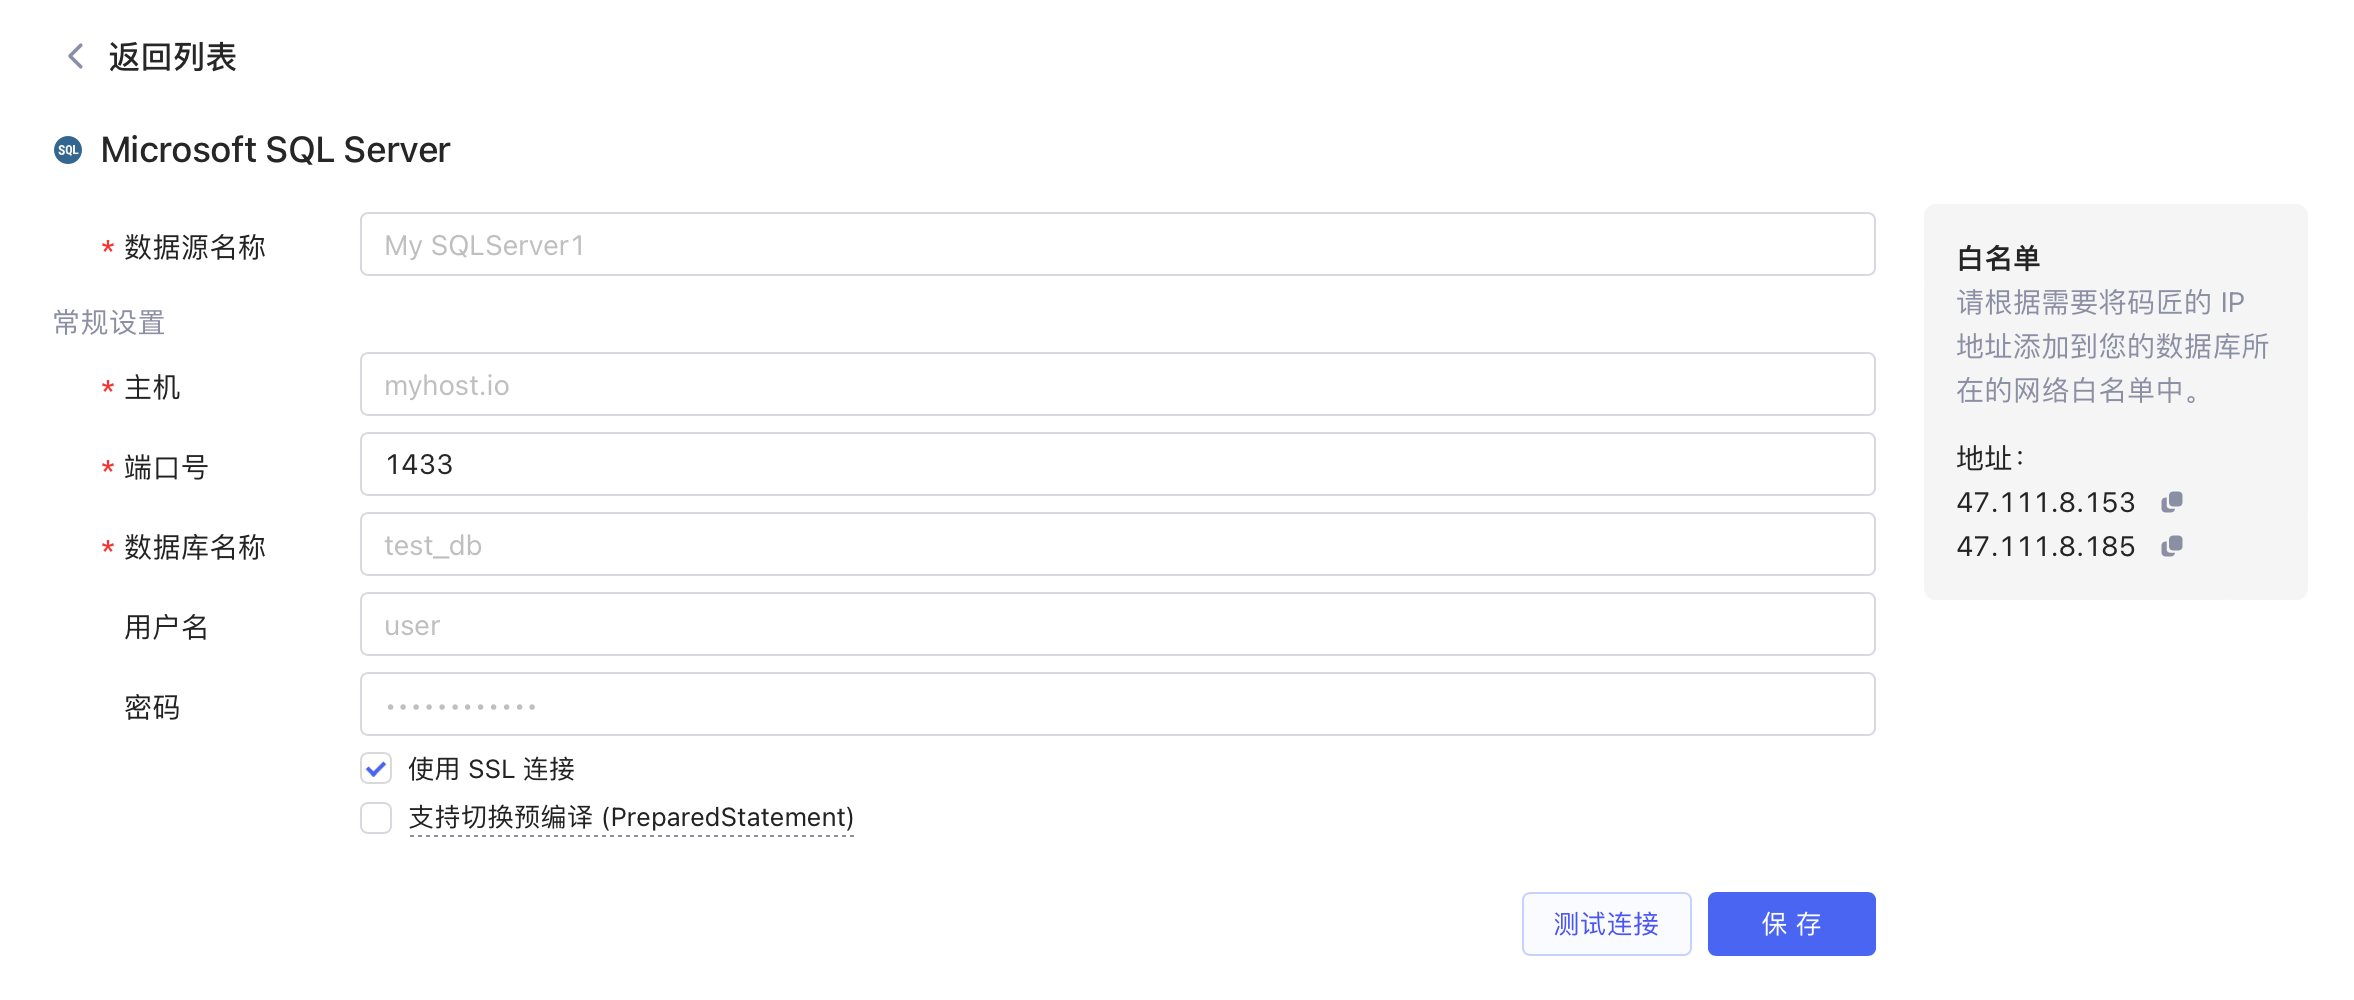 返回列表
SQL Microsoft SQL Server
* 数据源名称 My SQLServer1
常规设置
* 主机 myhost.io
* 端口号 1433
* 数据库名称 test_db
用户名 user
密码 ••••••••••••
使用 SSL 连接
支持切换预编译 (PreparedStatement)
测试连接 保存
白名单
请根据需要将码匠的 IP
地址添加到您的数据库所
在的网络白名单中。
地址：
47.111.8.153
47.111.8.185